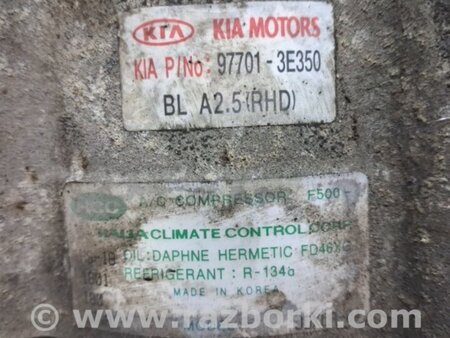 KIA KIA MOTORS
KIA P/No: 97701-3E350
BL A2.5(RHD)
A/C COMPRESSOR F500-
HALLA CLIMATE CONTROL CORP
OIL:DAPHNE HERMETIC
REFRIGERANT : R-134a
MADE IN KOREA
© www.razborki.com